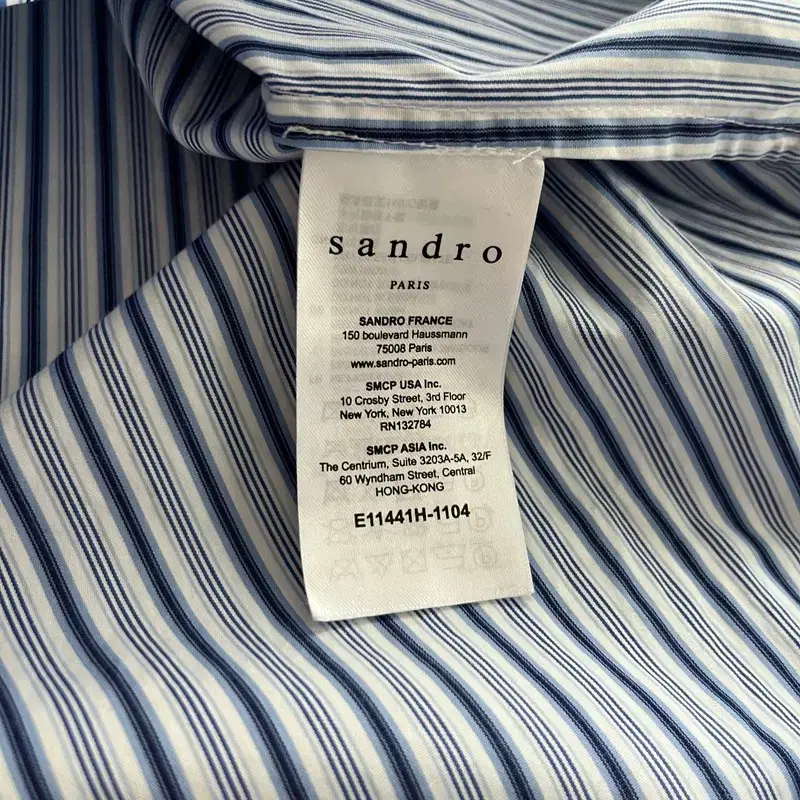 sandro
PARIS
SANDRO FRANCE
150 boulevard Haussmann
75008 Paris
www.sandro-paris.com
SMCP USA Inc.
10 Crosby Street, 3rd Floor
New York, New York 10013
RN132784
SMCP ASIA Inc.
The Centrium, Suite 3203A-5A, 32/F
60 Wyndham Street, Central
HONG-KONG
E11441H-1104